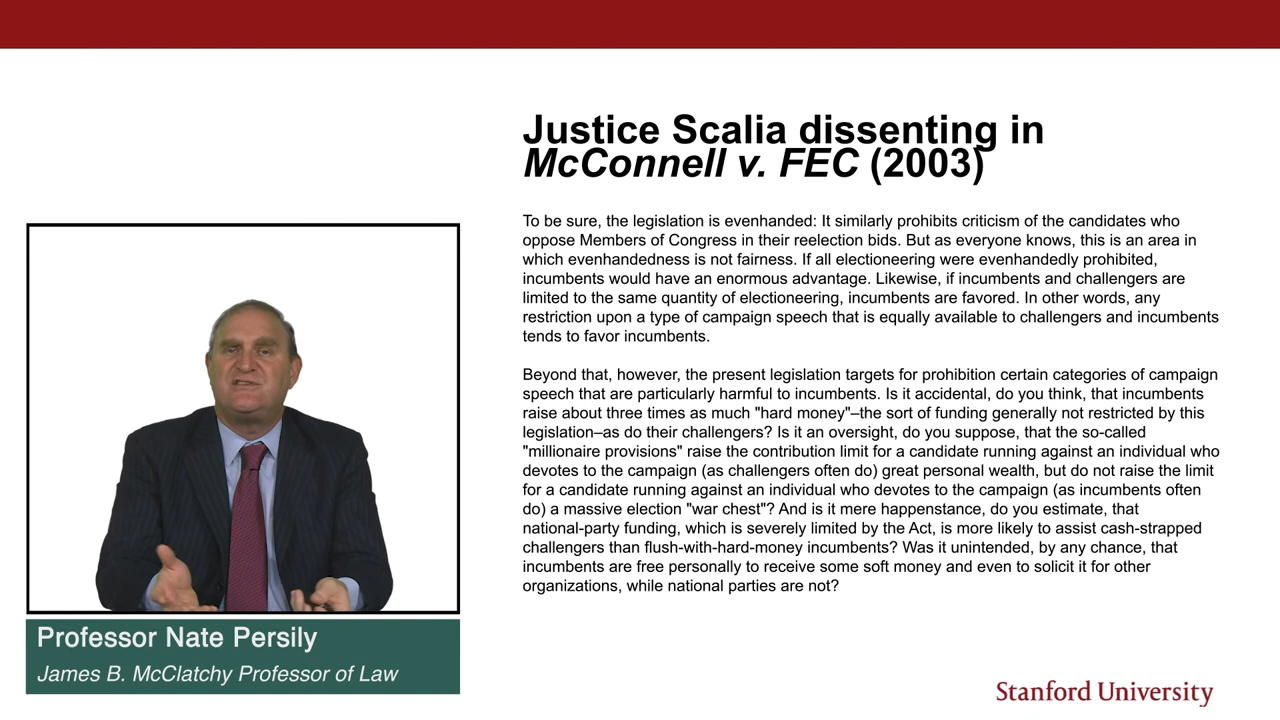 Justice Scalia dissenting in
McConnell v. FEC (2003)
To be sure, the legislation is evenhanded: It similarly prohibits criticism of the candidates who
oppose Members of Congress in their reelection bids. But as everyone knows, this is an area in
which evenhandedness is not fairness. If all electioneering were evenhandedly prohibited,
incumbents would have an enormous advantage. Likewise, if incumbents and challengers are
limited to the same quantity of electioneering, incumbents are favored. In other words, any
restriction upon a type of campaign speech that is equally available to challengers and incumbents
tends to favor incumbents.
Beyond that, however, the present legislation targets for prohibition certain categories of campaign
speech that are particularly harmful to incumbents. Is it accidental, do you think, that incumbents
raise about three times as much "hard money"–the sort of funding generally not restricted by this
legislation–as do their challengers? Is it an oversight, do you suppose, that the so-called
"millionaire provisions" raise the contribution limit for a candidate running against an individual who
devotes to the campaign (as challengers often do) great personal wealth, but do not raise the limit
for a candidate running against an individual who devotes to the campaign (as incumbents often
do) a massive election "war chest"? And is it mere happenstance, do you estimate, that
national-party funding, which is severely limited by the Act, is more likely to assist cash-strapped
challengers than flush-with-hard-money incumbents? Was it unintended, by any chance, that
incumbents are free personally to receive some soft money and even to solicit it for other
organizations, while national parties are not?
Professor Nate Persily
James B. McClatchy Professor of Law
Stanford University